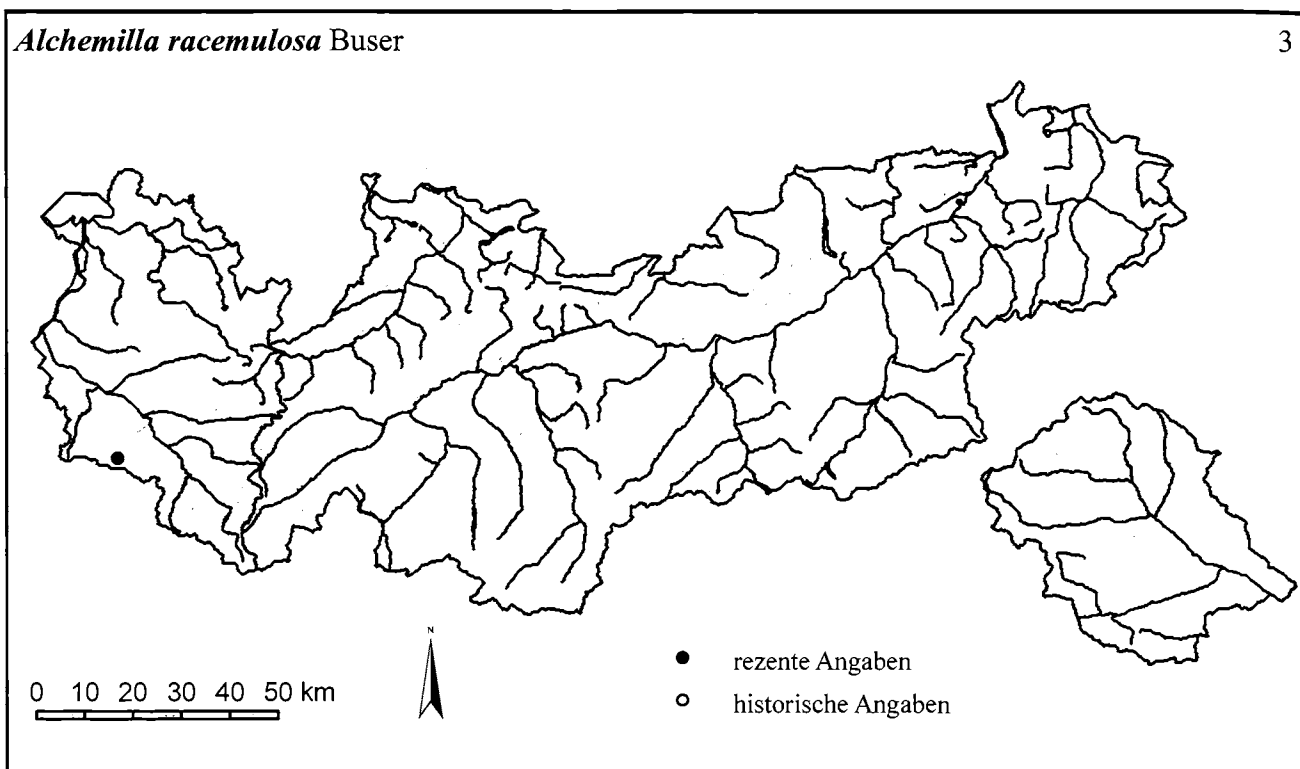 Alchemilla racemulosa Buser 3
N
rezente Angaben
0 10 20 30 40 50 km
historische Angaben